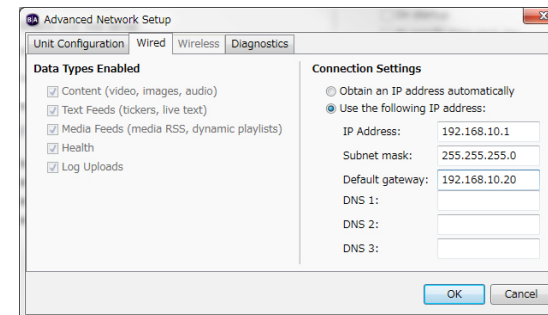 BA Advanced Network Setup
Unit Configuration Wired Wireless Diagnostics
Data Types Enabled
Content (video, images, audio)
Text Feeds (tickers, live text)
Media Feeds (media RSS, dynamic playlists)
Health
Log Uploads
Connection Settings
Obtain an IP address automatically
Use the following IP address:
IP Address: 192.168.10.1
Subnet mask: 255.255.255.0
Default gateway: 192.168.10.20
DNS 1:
DNS 2:
DNS 3:
OK Cancel